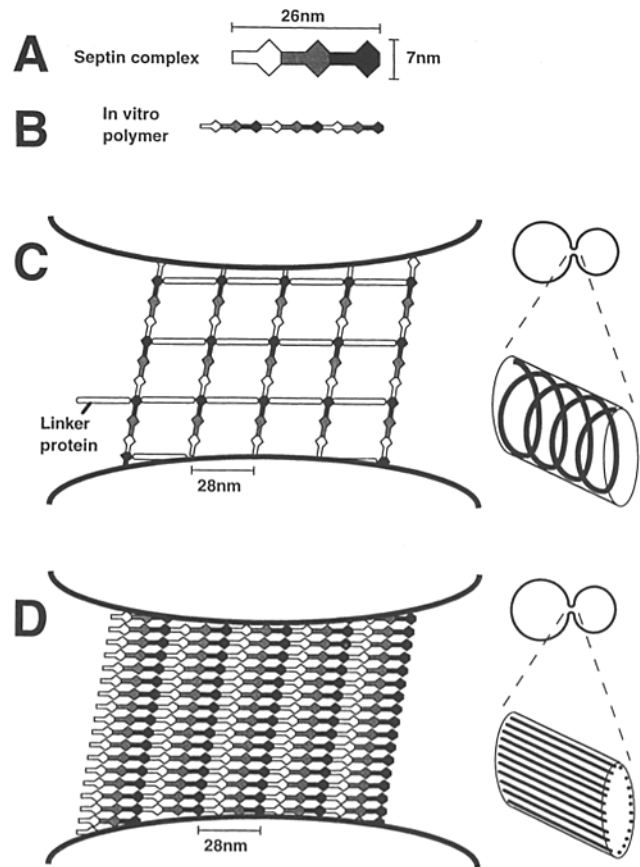 26nm
A
Septin complex
7nm
B
In vitro
polymer
C
Linker
protein
28nm
D
28nm